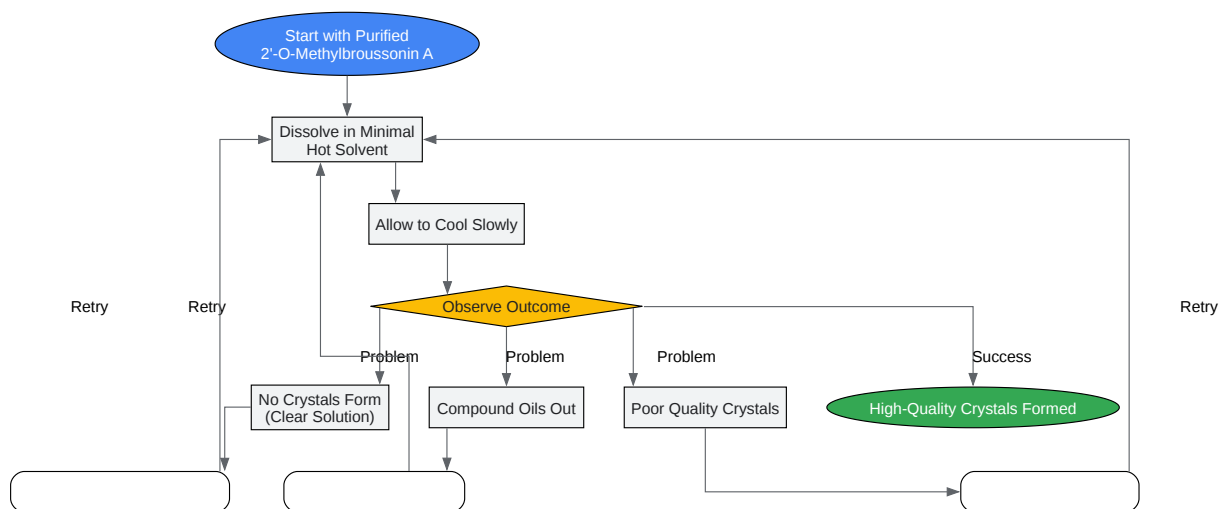 Start with Purified
2'-O-Methylbroussonin A
Dissolve in Minimal
Hot Solvent
Allow to Cool Slowly
Retry
Retry
Observe Outcome
Retry
Problem
Problem
Problem
Success
No Crystals Form
(Clear Solution)
Compound Oils Out
Poor Quality Crystals
High-Quality Crystals Formed